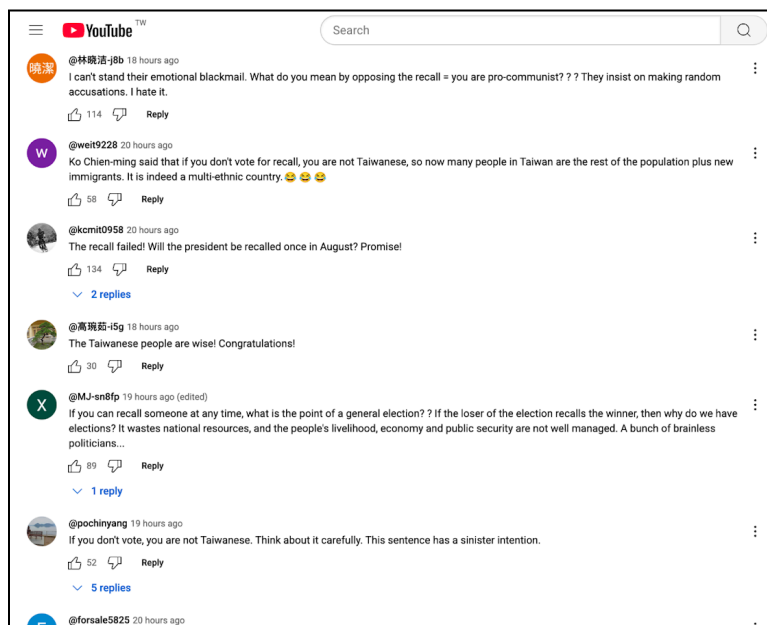 YouTube TW
Search
曉潔
@林晓洁-j8b 18 hours ago
I can't stand their emotional blackmail. What do you mean by opposing the recall = you are pro-communist? ? ? They insist on making random
accusations. I hate it.
114 Reply
W
@weit9228 20 hours ago
Ko Chien-ming said that if you don't vote for recall, you are not Taiwanese, so now many people in Taiwan are the rest of the population plus new
immigrants. It is indeed a multi-ethnic country. 😂 😂 😂
58 Reply
@kcmit0958 20 hours ago
The recall failed! Will the president be recalled once in August? Promise!
134 Reply
2 replies
@高琬茹-i5g 18 hours ago
The Taiwanese people are wise! Congratulations!
30 Reply
X
@MJ-sn8fp 19 hours ago (edited)
If you can recall someone at any time, what is the point of a general election? ? If the loser of the election recalls the winner, then why do we have
elections? It wastes national resources, and the people's livelihood, economy and public security are not well managed. A bunch of brainless
politicians...
89 Reply
1 reply
@pochinyang 19 hours ago
If you don't vote, you are not Taiwanese. Think about it carefully. This sentence has a sinister intention.
52 Reply
5 replies
@forsale5825 20 hours ago